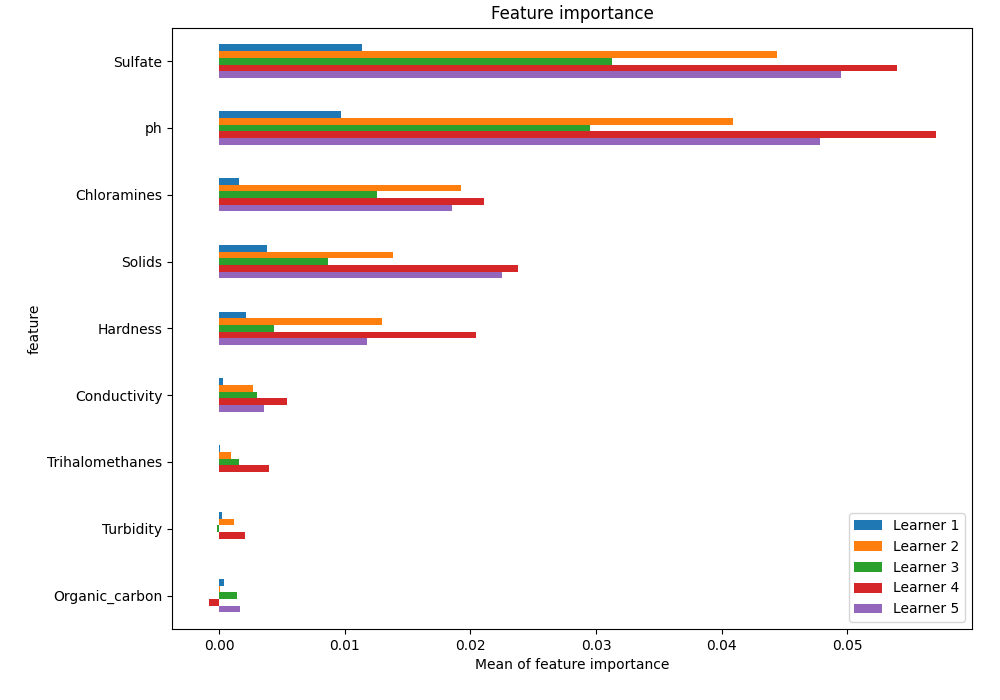 Feature importance
Sulfate
ph
Chloramines
Solids
Hardness
Conductivity
Trihalomethanes
Turbidity
Organic_carbon
feature
Learner 1
Learner 2
Learner 3
Learner 4
Learner 5
0.00 0.01 0.02 0.03 0.04 0.05
Mean of feature importance